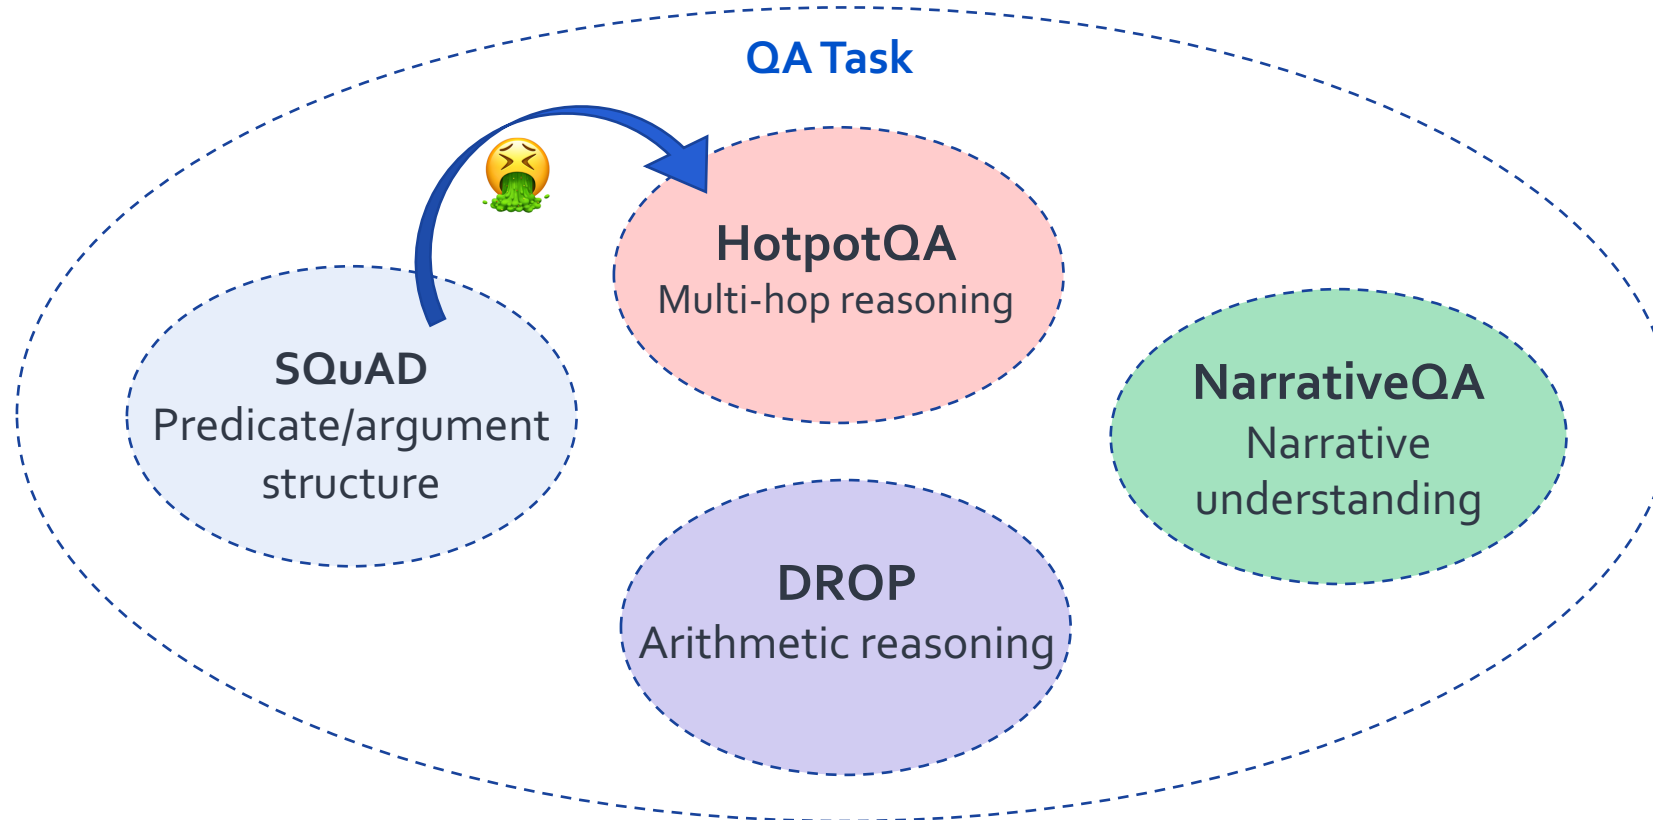 QA Task
HotpotQA
Multi-hop reasoning
SQuAD
Predicate/argument
structure
NarrativeQA
Narrative
understanding
DROP
Arithmetic reasoning